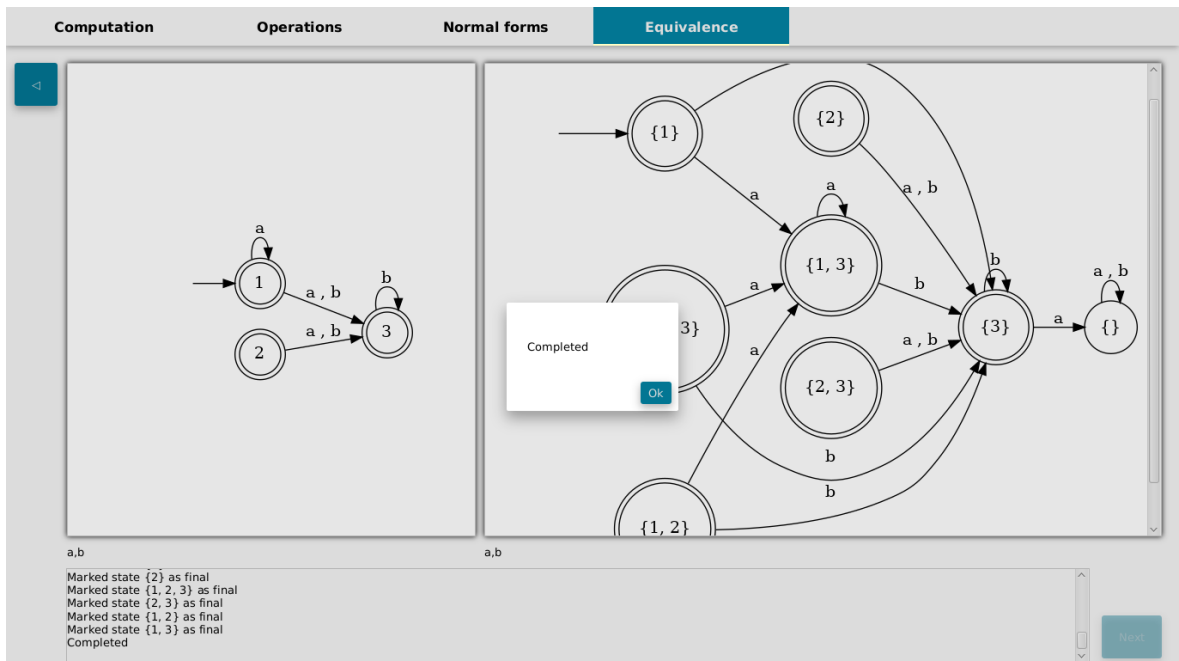 Computation Operations Normal forms Equivalence
a
1
a , b
b
3
2
a , b
{1}
{2}
a
a , b
a
{1, 3}
b
b
a , b
a
3}
{3}
a
{}
a
a , b
{2, 3}
b
b
{1, 2}
Completed
Ok
a,b
a,b
Marked state {2} as final
Marked state {1, 2, 3} as final
Marked state {2, 3} as final
Marked state {1, 2} as final
Marked state {1, 3} as final
Completed
Next